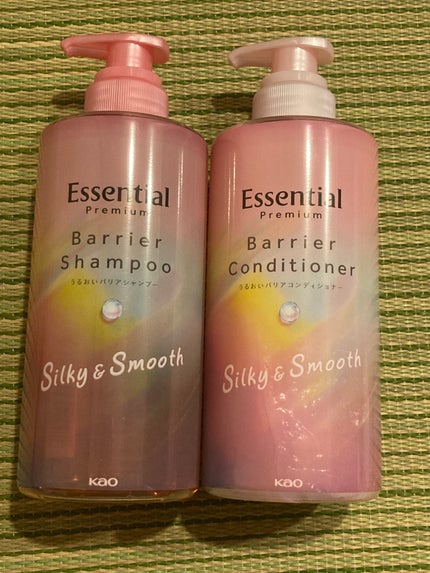 Essential
Premium
Barrier
Shampoo
うるおいバリアシャンプー
Silky & Smooth
Kao
Essential
Premium
Barrier
Conditioner
うるおいバリアコンディショナー
Silky & Smooth
Kao